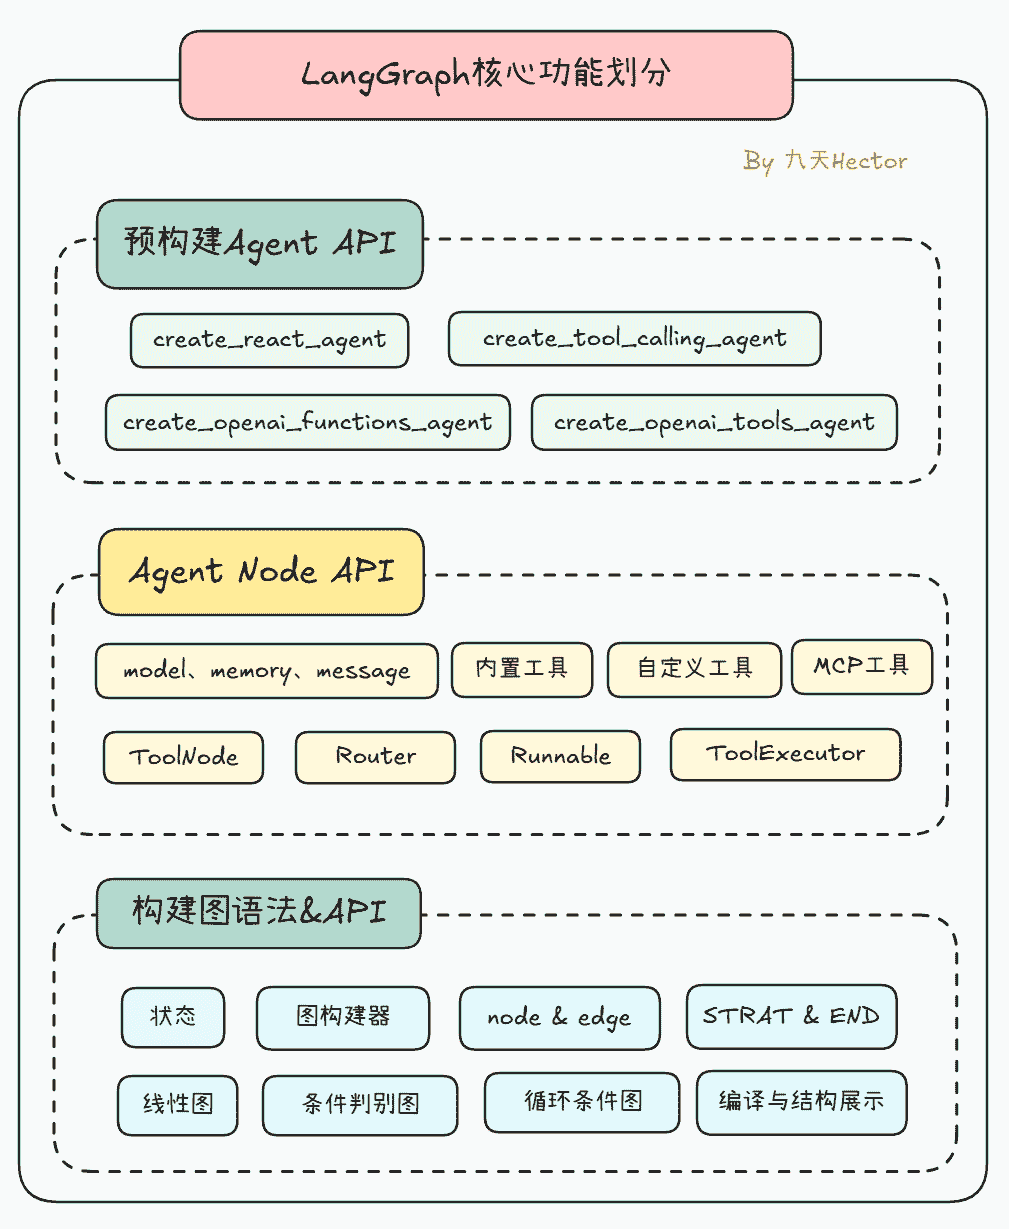 LangGraph核心功能划分
By 九天Hector
预构建Agent API
create_react_agent
create_tool_calling_agent
create_openai_functions_agent
create_openai_tools_agent
Agent Node API
model、memory、message
内置工具
自定义工具
MCP工具
ToolNode
Router
Runnable
ToolExecutor
构建图语法&API
状态
图构建器
node & edge
STRAT & END
线性图
条件判别图
循环条件图
编译与结构展示